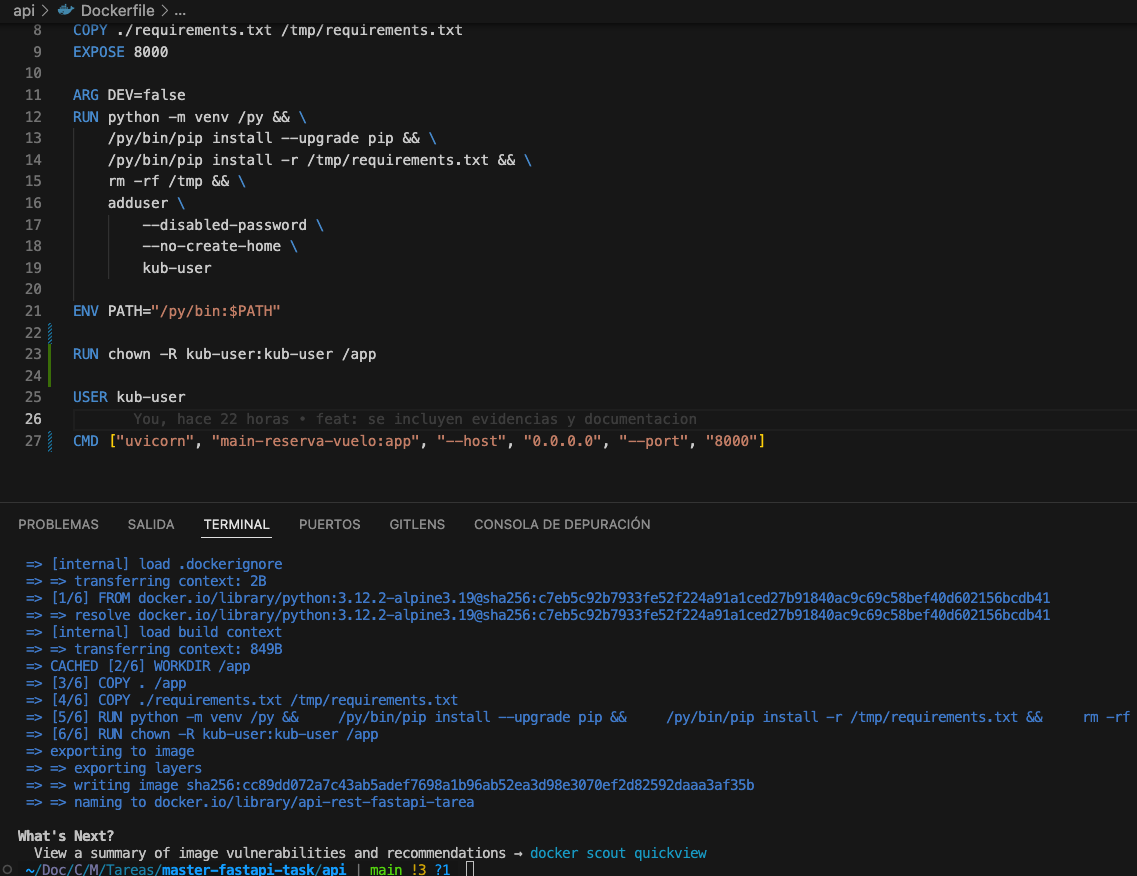 api > Dockerfile > ...
8 COPY ./requirements.txt /tmp/requirements.txt
9 EXPOSE 8000
10
11 ARG DEV=false
12 RUN python -m venv /py && \
13 /py/bin/pip install --upgrade pip && \
14 /py/bin/pip install -r /tmp/requirements.txt && \
15 rm -rf /tmp && \
16 adduser \
17 --disabled-password \
18 --no-create-home \
19 kub-user
20
21 ENV PATH="/py/bin:$PATH"
22
23 RUN chown -R kub-user:kub-user /app
24
25 USER kub-user
26 You, hace 22 horas • feat: se incluyen evidencias y documentacion
27 CMD ["uvicorn", "main-reserva-vuelo:app", "--host", "0.0.0.0", "--port", "8000"]
PROBLEMAS SALIDA TERMINAL PUERTOS GITLENS CONSOLA DE DEPURACIÓN
=> [internal] load .dockerignore
=> => transferring context: 2B
=> [1/6] FROM docker.io/library/python:3.12.2-alpine3.19@sha256:c7eb5c92b7933fe52f224a91a1ced27b91840ac9c69c58bef40d602156bcdb41
=> => resolve docker.io/library/python:3.12.2-alpine3.19@sha256:c7eb5c92b7933fe52f224a91a1ced27b91840ac9c69c58bef40d602156bcdb41
=> [internal] load build context
=> => transferring context: 849B
=> CACHED [2/6] WORKDIR /app
=> [3/6] COPY . /app
=> [4/6] COPY ./requirements.txt /tmp/requirements.txt
=> [5/6] RUN python -m venv /py && /py/bin/pip install --upgrade pip && /py/bin/pip install -r /tmp/requirements.txt && rm -rf
=> [6/6] RUN chown -R kub-user:kub-user /app
=> exporting to image
=> => exporting layers
=> => writing image sha256:cc89dd072a7c43ab5adef7698a1b96ab52ea3d98e3070ef2d82592daaa3af35b
=> => naming to docker.io/library/api-rest-fastapi-tarea
What's Next?
View a summary of image vulnerabilities and recommendations → docker scout quickview
~/Doc/C/M/Tareas/master-fastapi-task/api | main !3 ?1